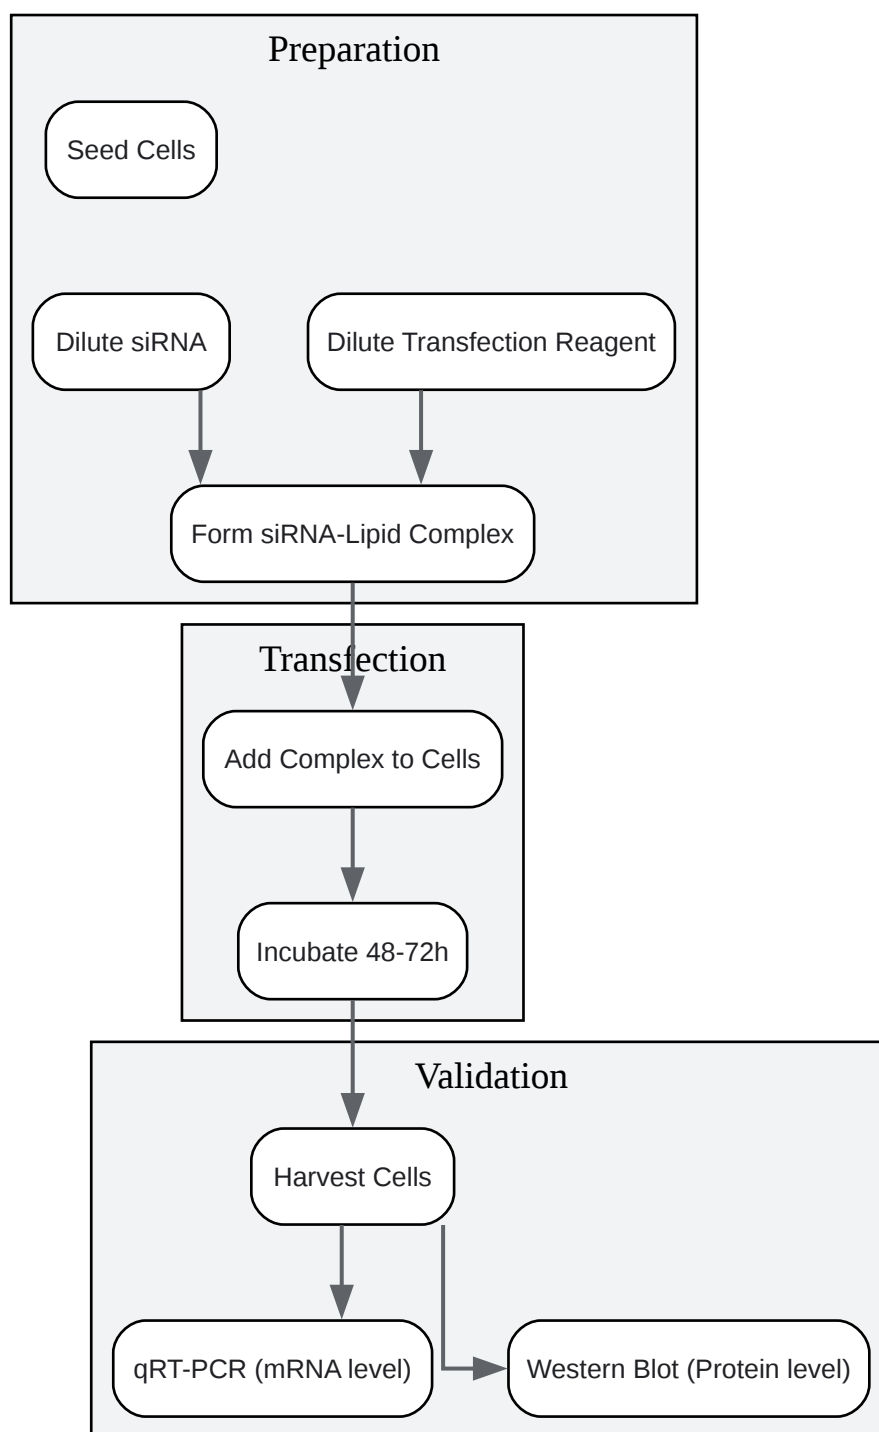 Preparation
Seed Cells
Dilute siRNA
Dilute Transfection Reagent
Form siRNA-Lipid Complex
Transfection
Add Complex to Cells
Incubate 48-72h
Validation
Harvest Cells
qRT-PCR (mRNA level)
Western Blot (Protein level)